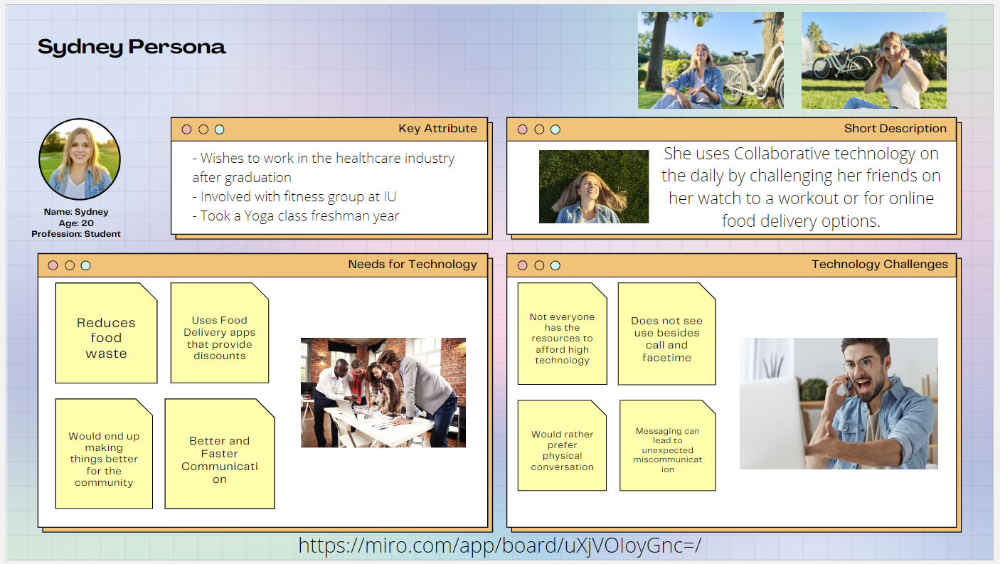 Sydney Persona
Name: Sydney
Age: 20
Profession: Student
Key Attribute
- Wishes to work in the healthcare industry
after graduation
- Involved with fitness group at IU
- Took a Yoga class freshman year
Short Description
She uses Collaborative technology on
the daily by challenging her friends on
her watch to a workout or for online
food delivery options.
Needs for Technology
Reduces
food
waste
Uses Food
Delivery apps
that provide
discounts
Would end up
making
things better
for the
community
Better and
Faster
Communicati
on
Technology Challenges
Not everyone
has the
resources to
afford high
technology
Does not see
use besides
call and
facetime
Would rather
prefer
physical
conversation
Messaging can
lead to
unexpected
miscommunicat
ion
https://miro.com/app/board/uXjVOIoyGnc=/